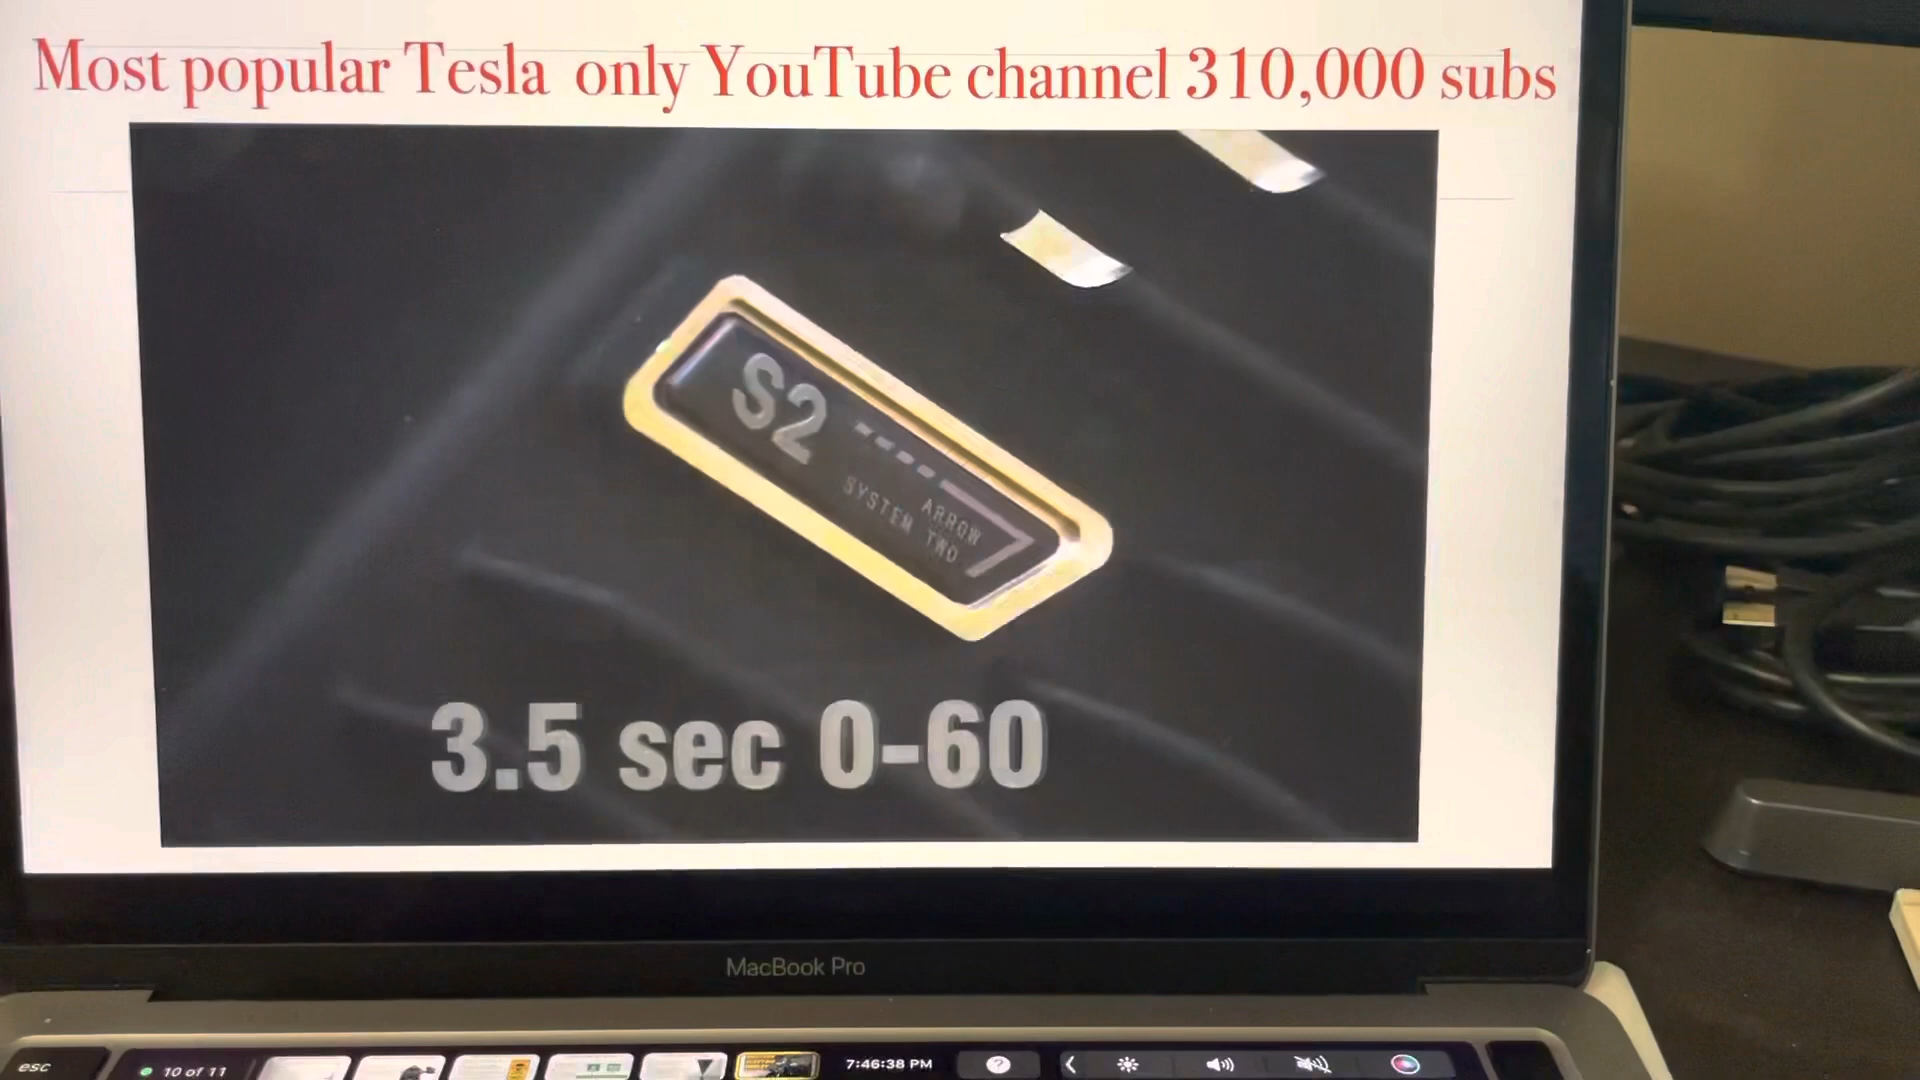 Most popular Tesla only YouTube channel 310,000 subs
S2
ARROW
SYSTEM TWO
3.5 sec 0-60
MacBook Pro
esc
10 of 11
7:46:38 PM
?